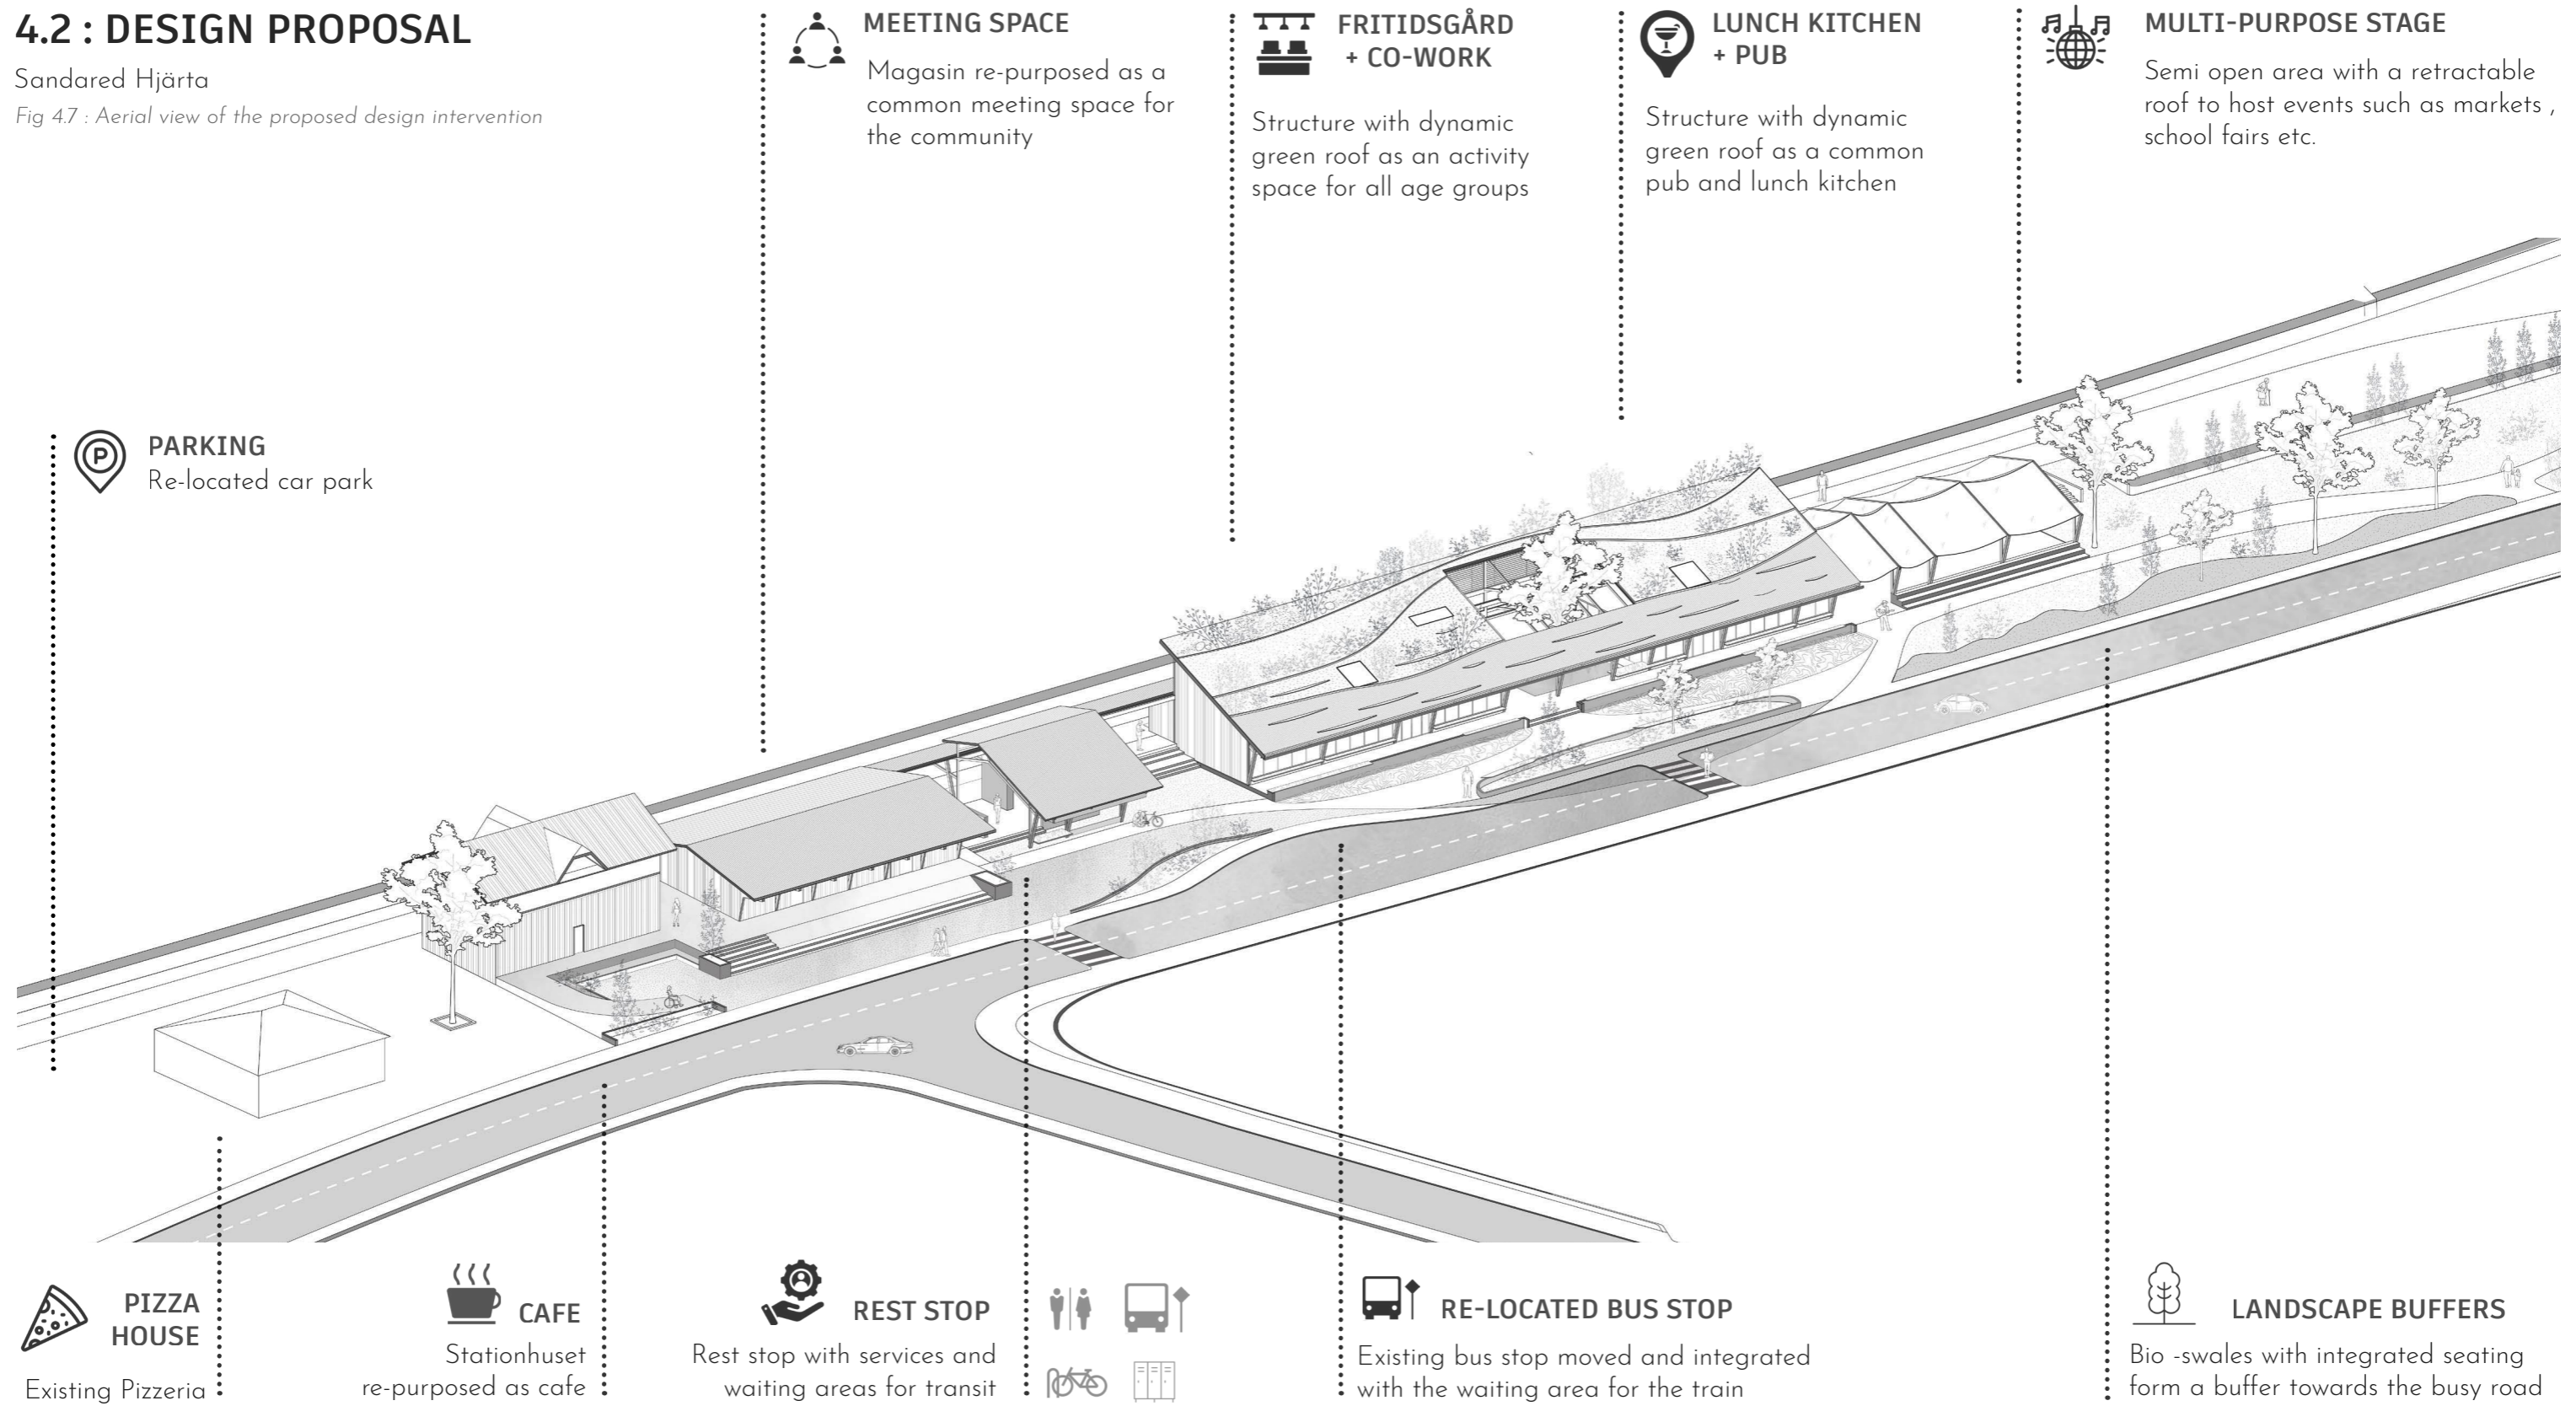 4.2 : DESIGN PROPOSAL
Sandared Hjärta
Fig 4.7 : Aerial view of the proposed design intervention
MEETING SPACE
Magasin re-purposed as a
common meeting space for
the community
FRITIDSGÅRD
+ CO-WORK
Structure with dynamic
green roof as an activity
space for all age groups
LUNCH KITCHEN
+ PUB
Structure with dynamic
green roof as a common
pub and lunch kitchen
MULTI-PURPOSE STAGE
Semi open area with a retractable
roof to host events such as markets ,
school fairs etc.
P
PARKING
Re-located car park
PIZZA
HOUSE
Existing Pizzeria
CAFE
Stationhuset
re-purposed as cafe
REST STOP
Rest stop with services and
waiting areas for transit
RE-LOCATED BUS STOP
Existing bus stop moved and integrated
with the waiting area for the train
LANDSCAPE BUFFERS
Bio -swales with integrated seating
form a buffer towards the busy road